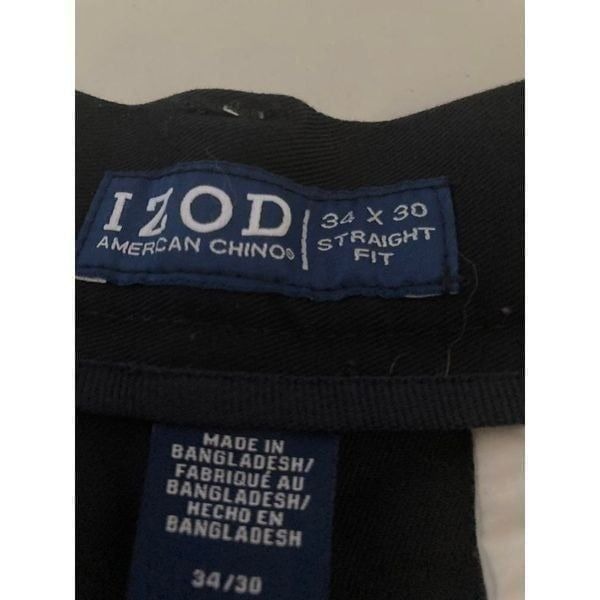 IZOD
AMERICAN CHINO®
34 X 30
STRAIGHT
FIT
MADE IN
BANGLADESH/
FABRIQUÉ AU
BANGLADESH/
HECHO EN
BANGLADESH
34/30